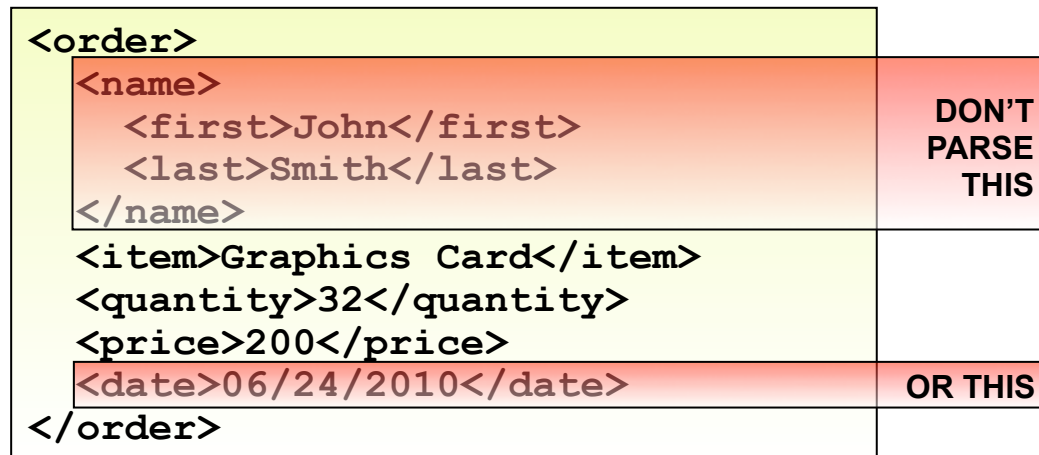 <order>
<name>
<first>John</first>
<last>Smith</last>
</name>
DON'T
PARSE
THIS
<item>Graphics Card</item>
<quantity>32</quantity>
<price>200</price>
<date>06/24/2010</date>
OR THIS
</order>